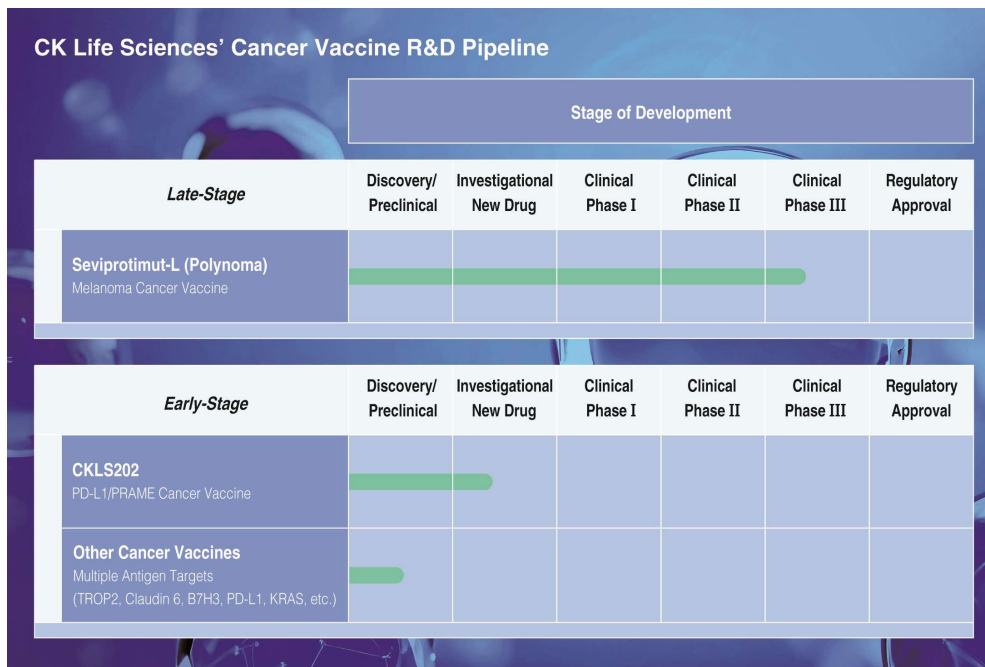 CK Life Sciences’ Cancer Vaccine R&D Pipeline
Stage of Development
Late-Stage
Discovery/
Preclinical
Investigational
New Drug
Clinical
Phase I
Clinical
Phase II
Clinical
Phase III
Regulatory
Approval
Seviprotimut-L (Polynoma)
Melanoma Cancer Vaccine
Early-Stage
Discovery/
Preclinical
Investigational
New Drug
Clinical
Phase I
Clinical
Phase II
Clinical
Phase III
Regulatory
Approval
CKLS202
PD-L1/PRAME Cancer Vaccine
Other Cancer Vaccines
Multiple Antigen Targets
(TROP2, Claudin 6, B7H3, PD-L1, KRAS, etc.)